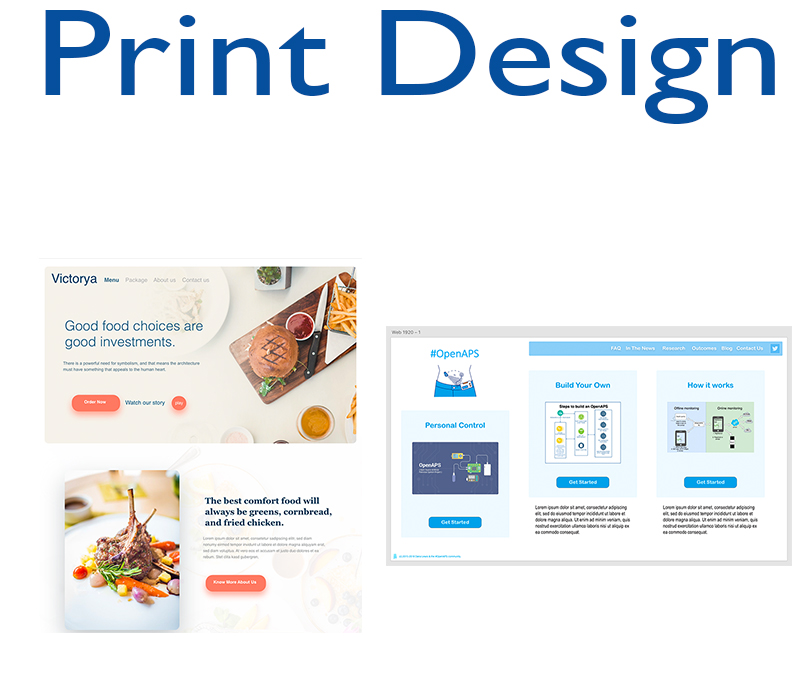 Print Design
Victorya Menu Package About us Contact us
Good food choices are
good investments.
There is a powerful need for symbolism, and that means the architecture
must have something that appeals to the human heart.
Order Now Watch our story play
The best comfort food will
always be greens, cornbread,
and fried chicken.
Lorem ipsum dolor sit amet, consectetur sadipscing elitr, sed diam
nonumy eirmod tempor invidunt ut labore et dolore magna aliquyam erat,
sed diam voluptua. At vero eos et accusam et justo duo dolores et ea
rebum. Stet clita kasd gubergren.
Know More About Us
Web 1920 – 1
#OpenAPS
FAQ In The News Research Outcomes Blog Contact Us
Personal Control
OpenAPS
Get Started
Build Your Own
Steps to build an OpenAPS
Get Started
Lorem ipsum dolor sit amet, consectetur adipiscing
elit, sed do eiusmod tempor incididunt ut labore et
dolore magna aliqua. Ut enim ad minim veniam, quis
nostrud exercitation ullamco laboris nisi ut aliquip ex
ea commodo consequat.
How it works
Offline monitoring Online monitoring
Get Started
Lorem ipsum dolor sit amet, consectetur adipiscing
elit, sed do eiusmod tempor incididunt ut labore et
dolore magna aliqua. Ut enim ad minim veniam, quis
nostrud exercitation ullamco laboris nisi ut aliquip ex
ea commodo consequat.